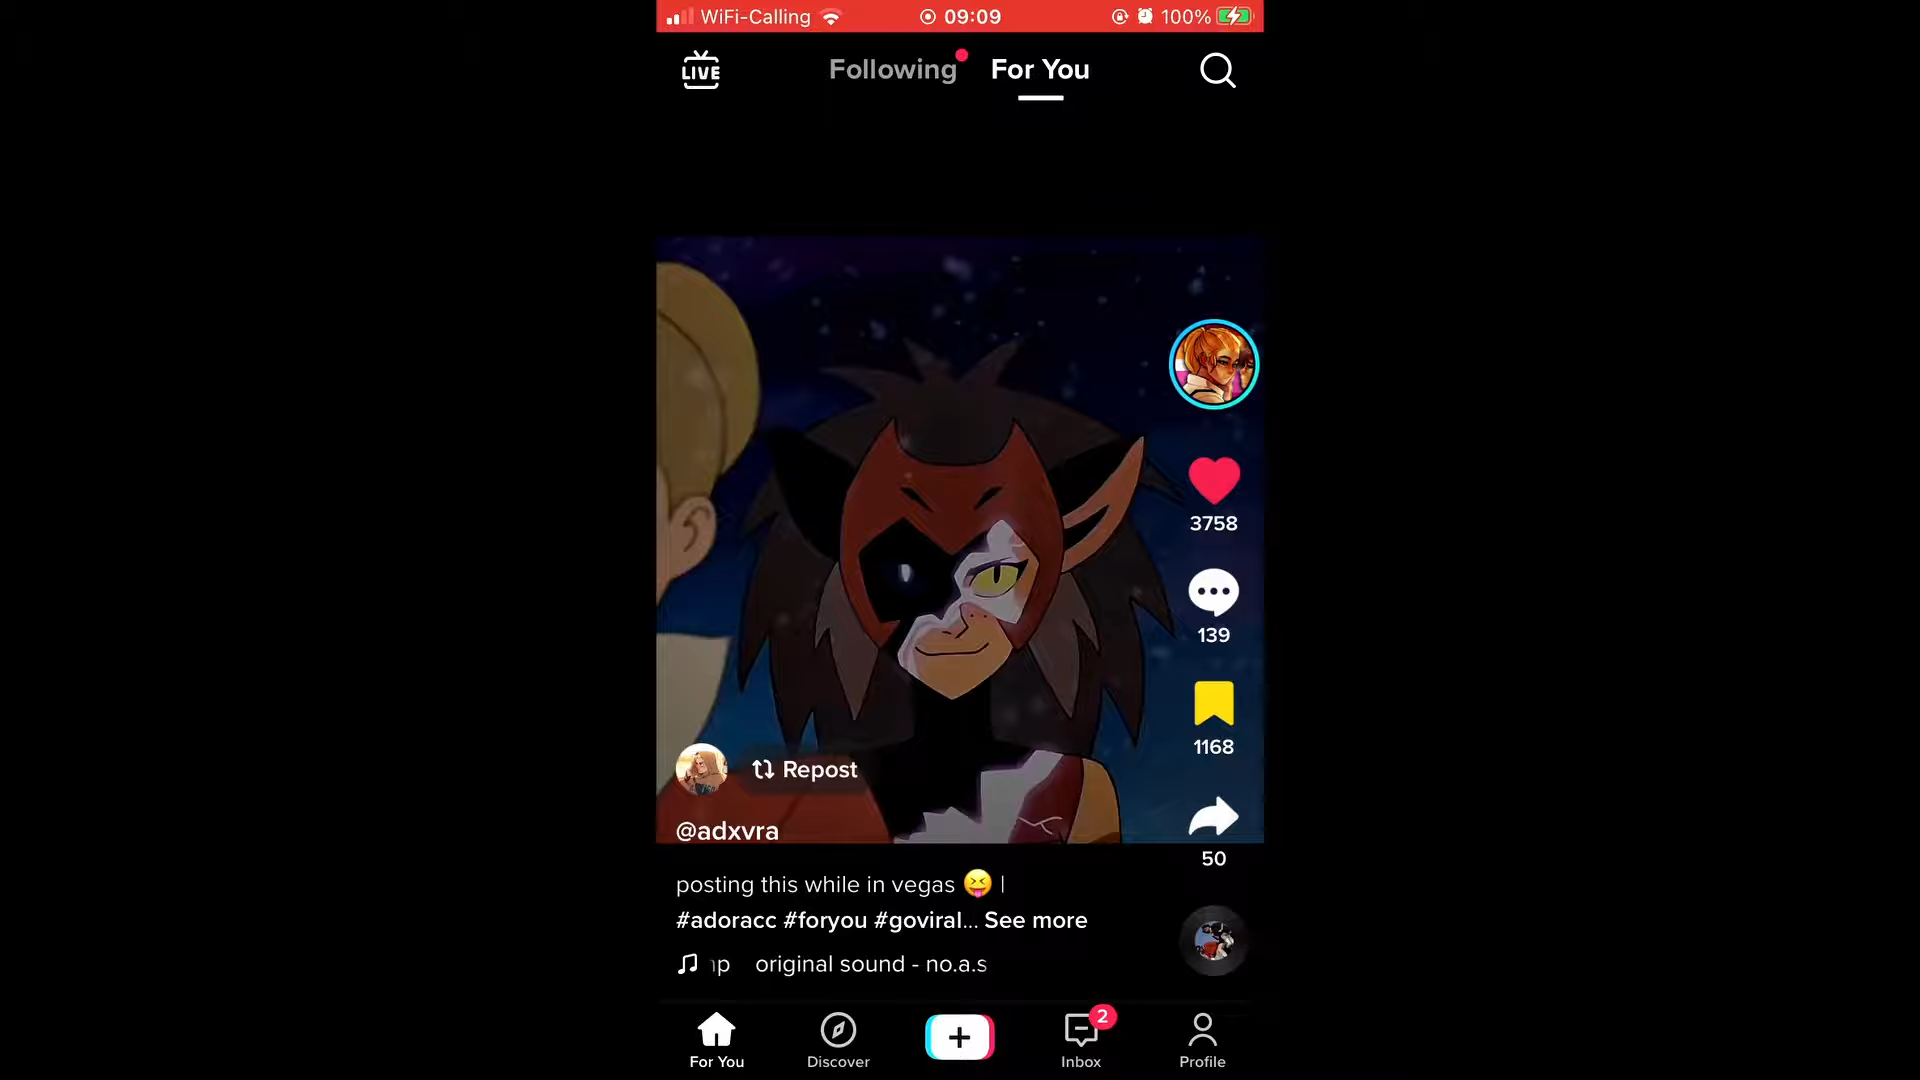 WiFi-Calling 09:09 100%
LIVE Following For You
3758
139
1168
Repost
@adxvra
50
posting this while in vegas 😝 |
#adoracc #foryou #goviral... See more
original sound - no.a.s
2
For You Discover Inbox Profile